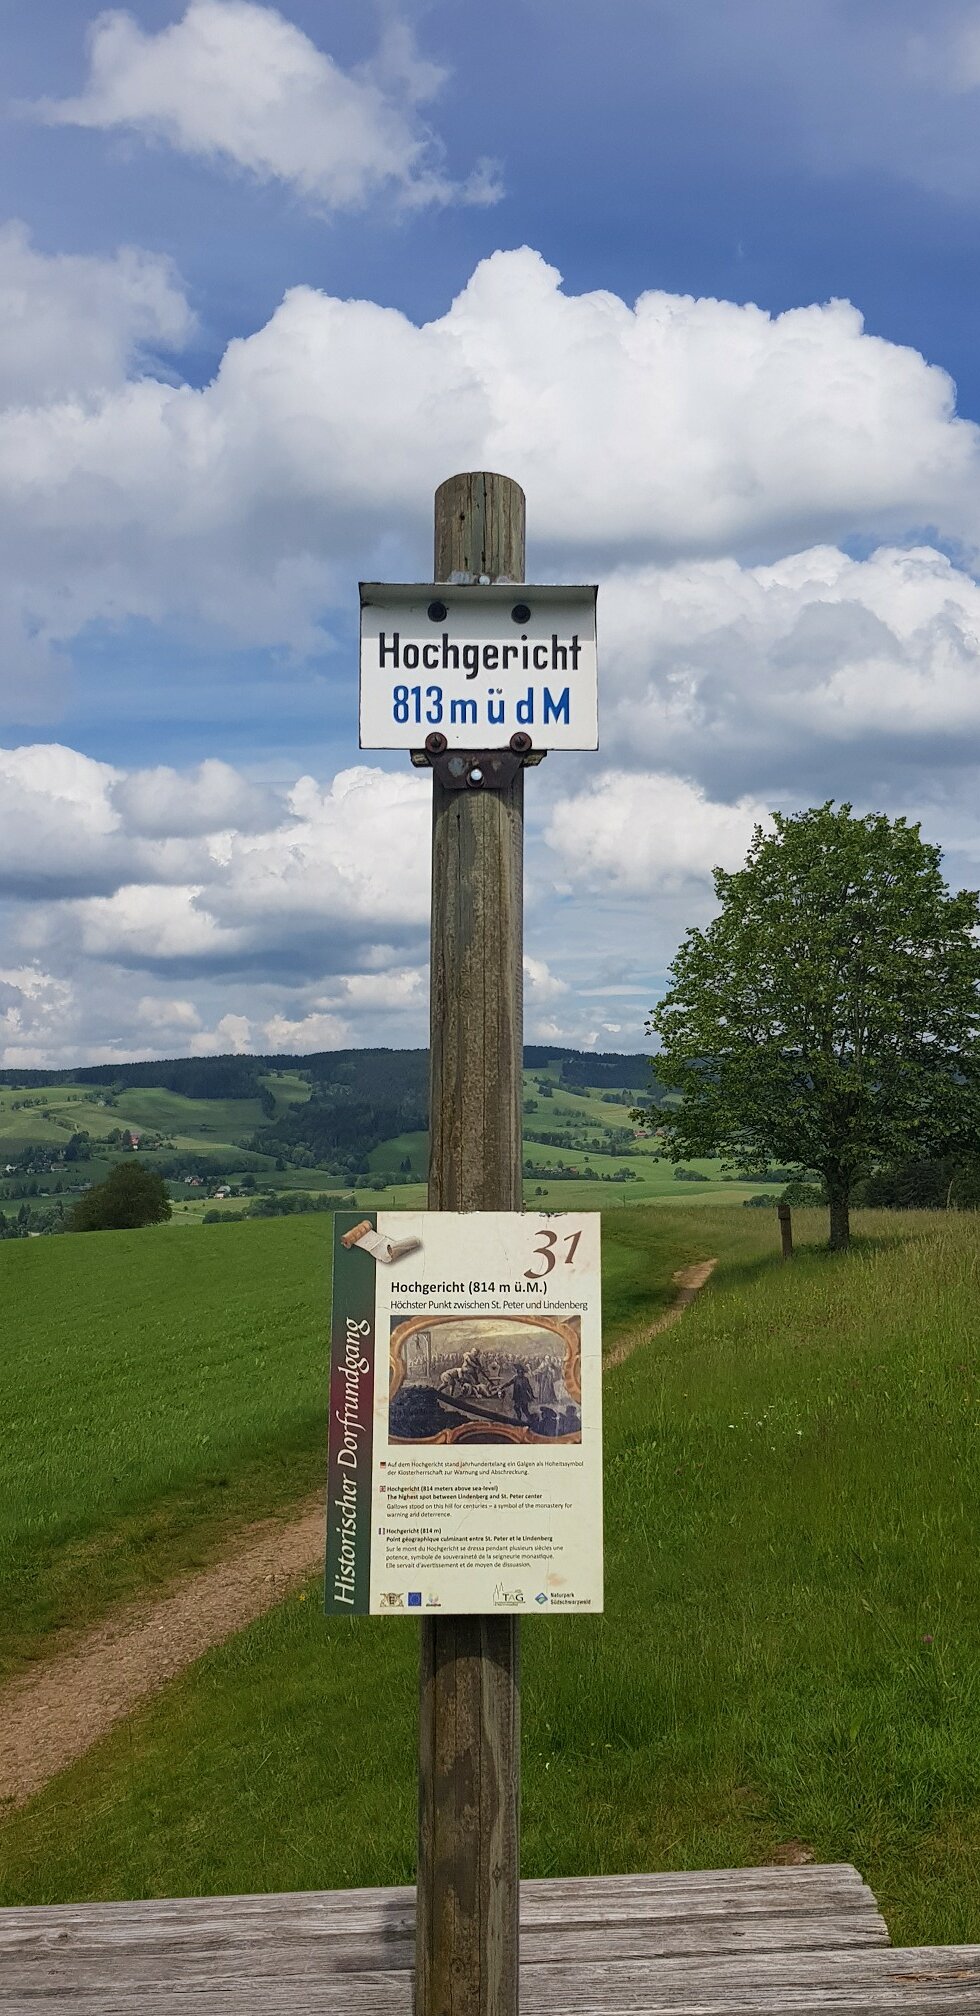 Hochgericht
813 m ü d M
31
Hochgericht (814 m ü.M.)
Höchster Punkt zwischen St. Peter und Lindenberg
Historischer Dorfrundgang
Auf dem Hochgericht stand jahrhundertelang ein Galgen als Hoheitssymbol
der Klosterherrschaft zur Warnung und Abschreckung.
Hochgericht (814 meters above sea-level)
The highest spot between Lindenberg and St. Peter center
Gallows stood on this hill for centuries – a symbol of the monastery for
warning and deterrence.
Hochgericht (814 m)
Point géographique culminant entre St. Peter et le Lindenberg
Sur le mont du Hochgericht se dressa pendant plusieurs siècles une
potence, symbole de souveraineté de la seigneurie monastique.
Elle servait d'avertissement et de moyen de dissuasion.
TAG
Naturpark
Südschwarzwald